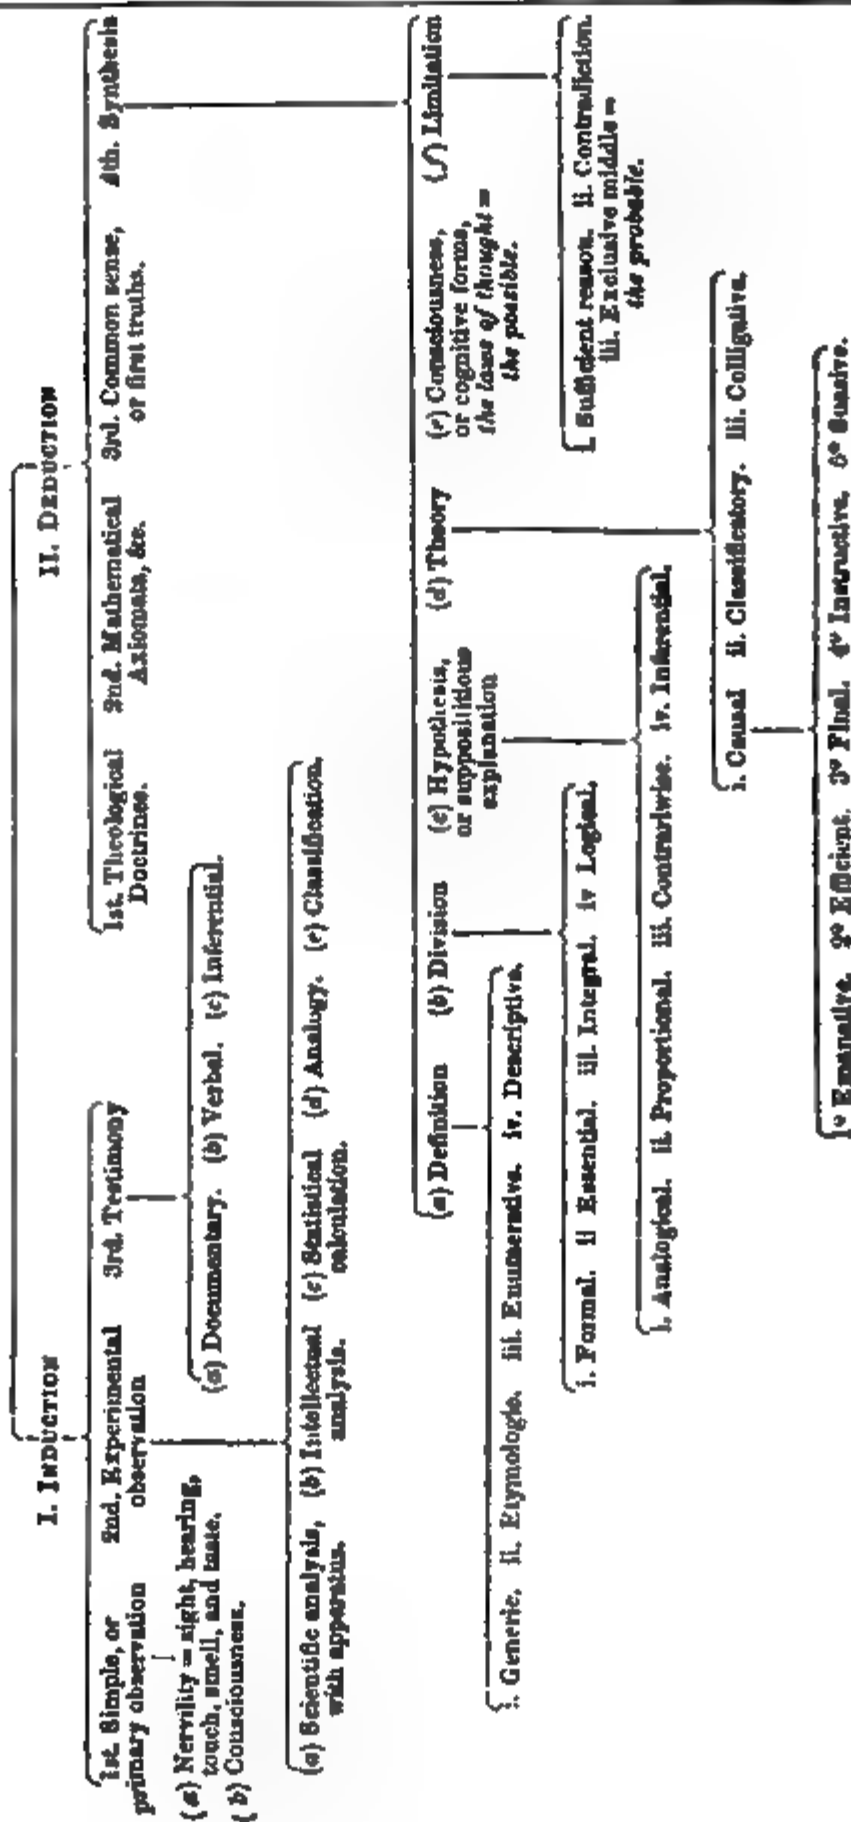 I. INDUCTION
II. DEDUCTION
1st. Simple, or
primary observation
2nd. Experimental
observation
3rd. Testimony
1st. Theological
Doctrines.
2nd. Mathematical
Axiomata, &c.
3rd. Common sense,
or first truths.
4th. Synthesis
(a) Nervility = sight, hearing,
touch, smell, and taste.
(b) Consciousness.
(a) Documentary. (b) Verbal. (c) Inferential.
(a) Scientific analysis,
with apparatus.
(b) Intellectual
analysis.
(c) Statistical
calculation.
(d) Analogy. (e) Classification.
(a) Definition
(b) Division
(c) Hypothesis,
or supposititious
explanation
(d) Theory
(e) Consciousness,
or cognitive forms,
the laws of thought =
the possible.
(f) Limitation
i. Generic. ii. Etymologic. iii. Enumerative. iv. Descriptive.
i. Sufficient reason. ii. Contradiction.
iii. Exclusive middle =
the probable.
i. Formal. ii Essential. iii. Integral. iv Logical.
i. Analogical. ii. Proportional. iii. Contrariwise. iv. Inferential.
i. Causal ii. Classificatory. iii. Colligative.
1° Emanative. 2° Efficient. 3° Final. 4° Instructive. 5° Suasive.